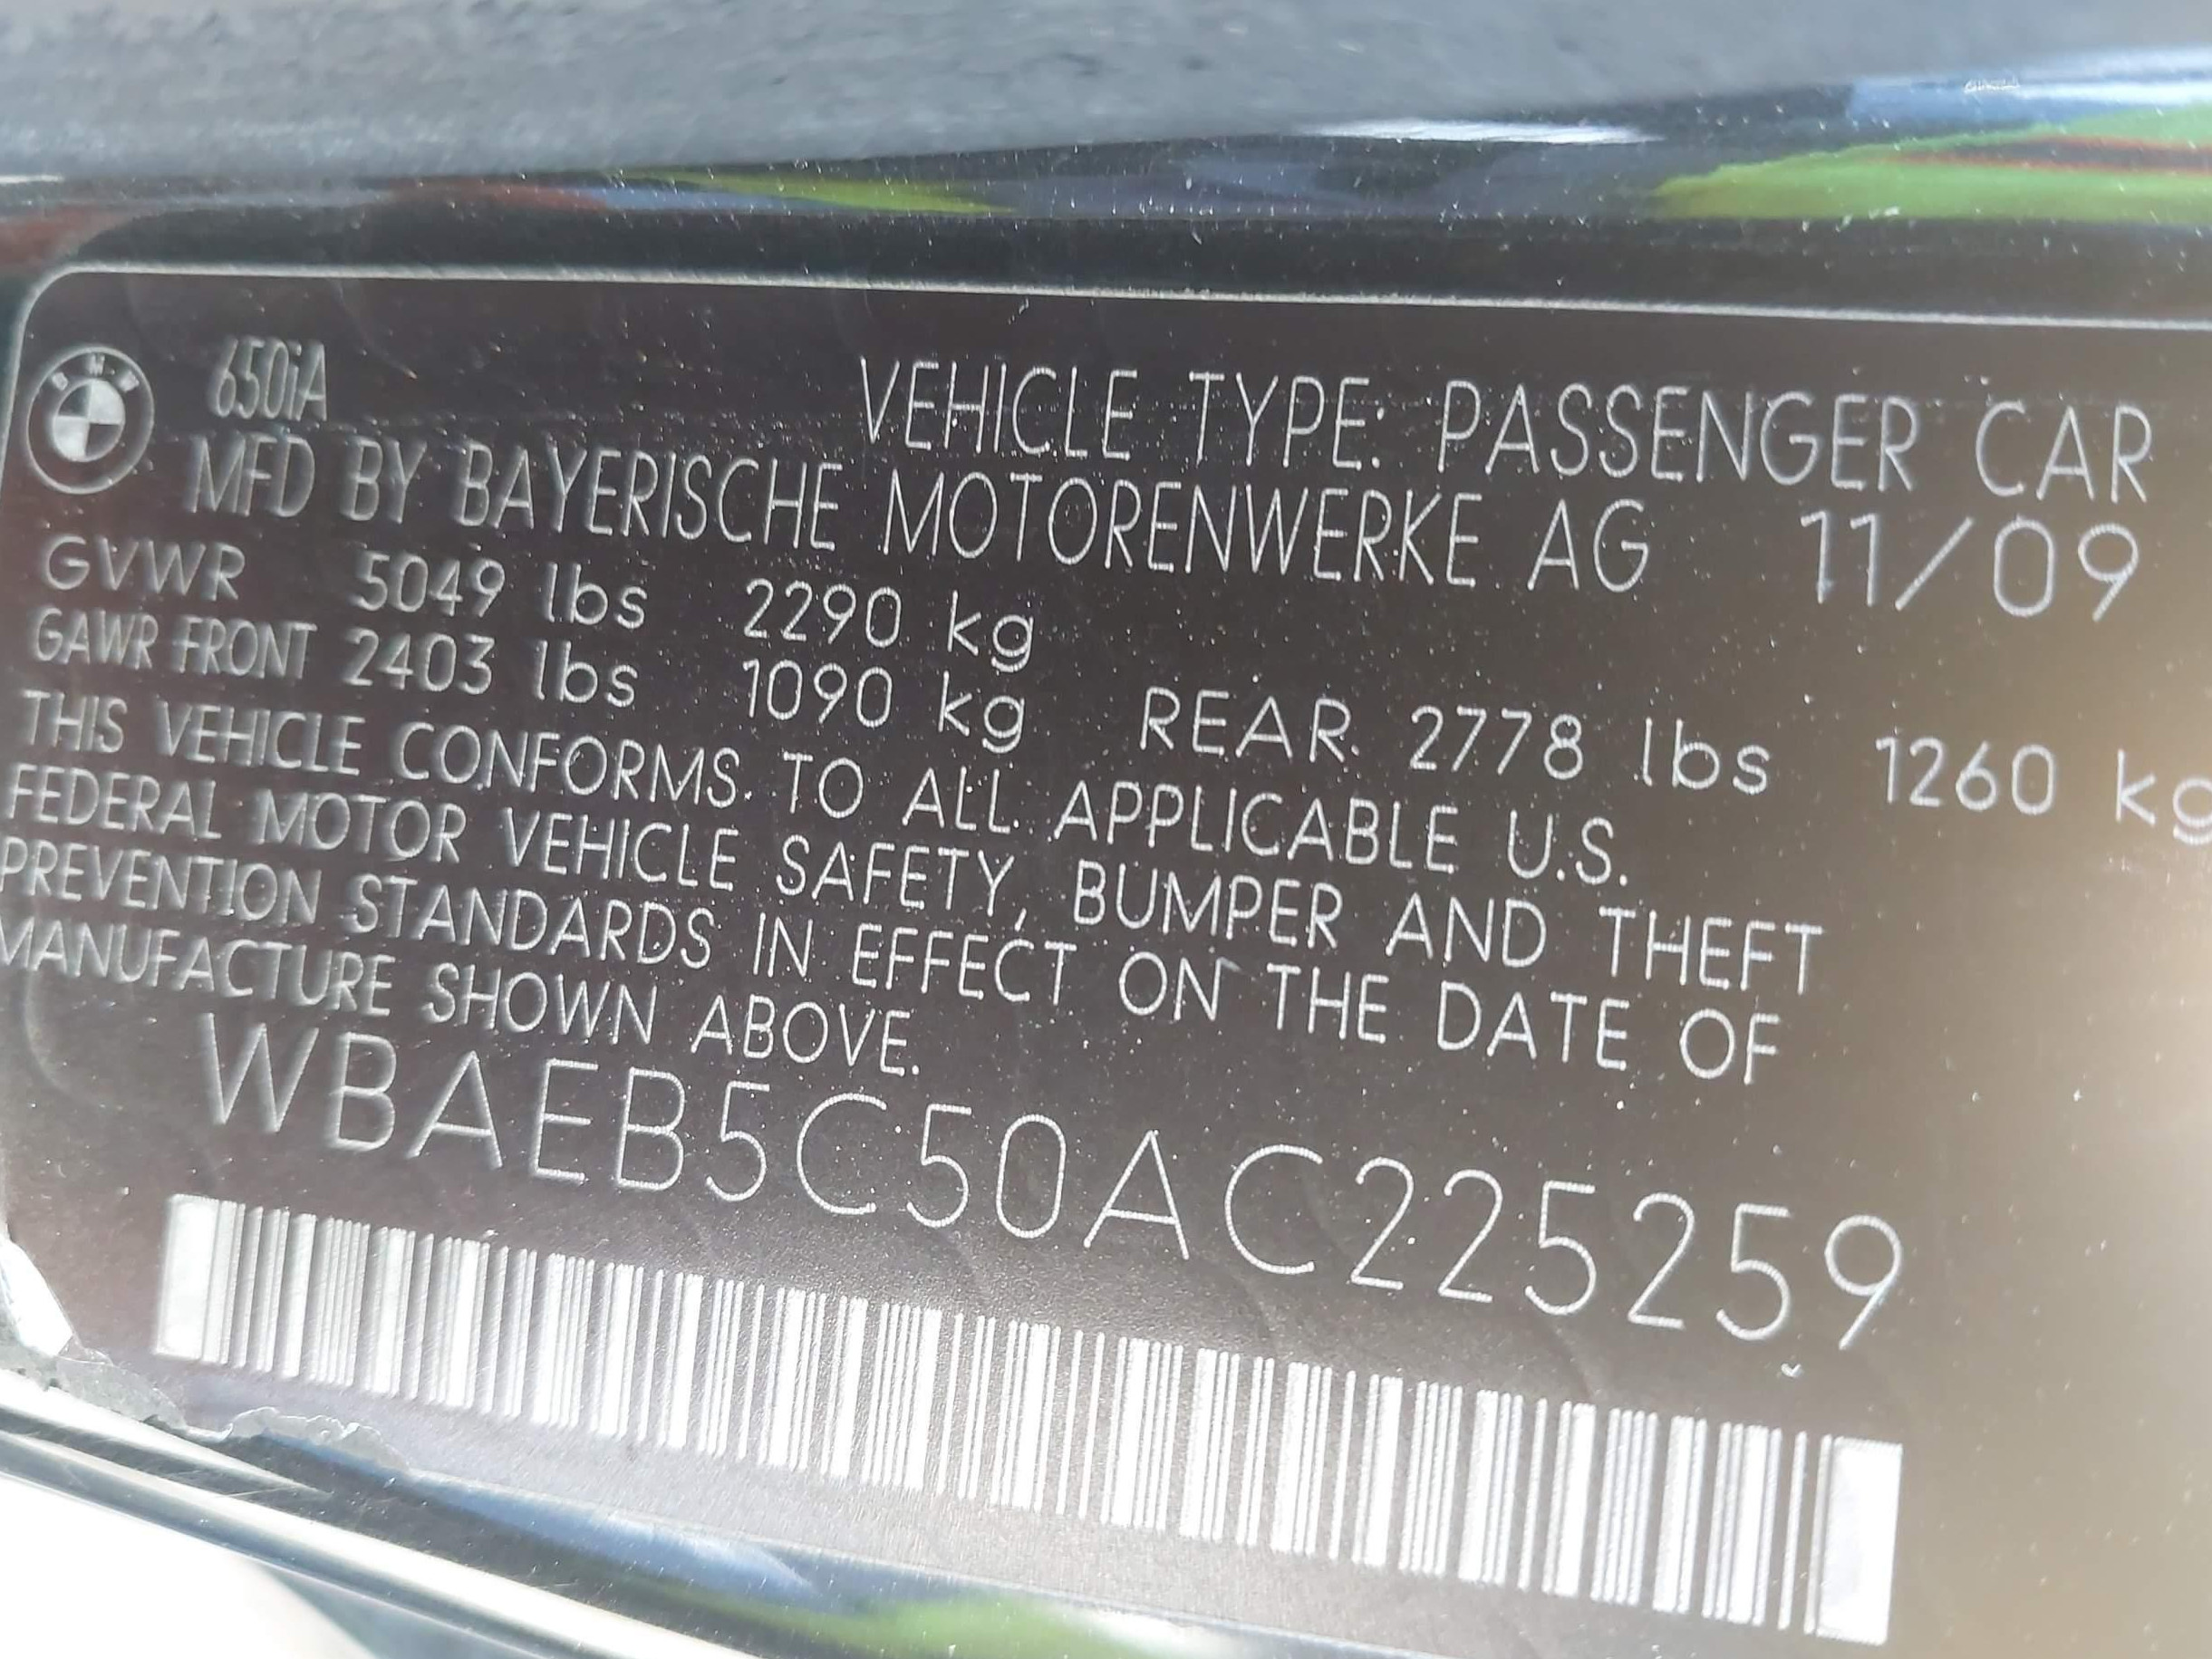 BMW
650iA
VEHICLE TYPE: PASSENGER CAR
MFD BY BAYERISCHE MOTORENWERKE AG 11/09
GVWR 5049 lbs 2290 kg
GAWR FRONT 2403 lbs 1090 kg REAR 2778 lbs 1260 kg
THIS VEHICLE CONFORMS TO ALL APPLICABLE U.S.
FEDERAL MOTOR VEHICLE SAFETY, BUMPER AND THEFT
PREVENTION STANDARDS IN EFFECT ON THE DATE OF
MANUFACTURE SHOWN ABOVE.
WBAEB5C50AC225259